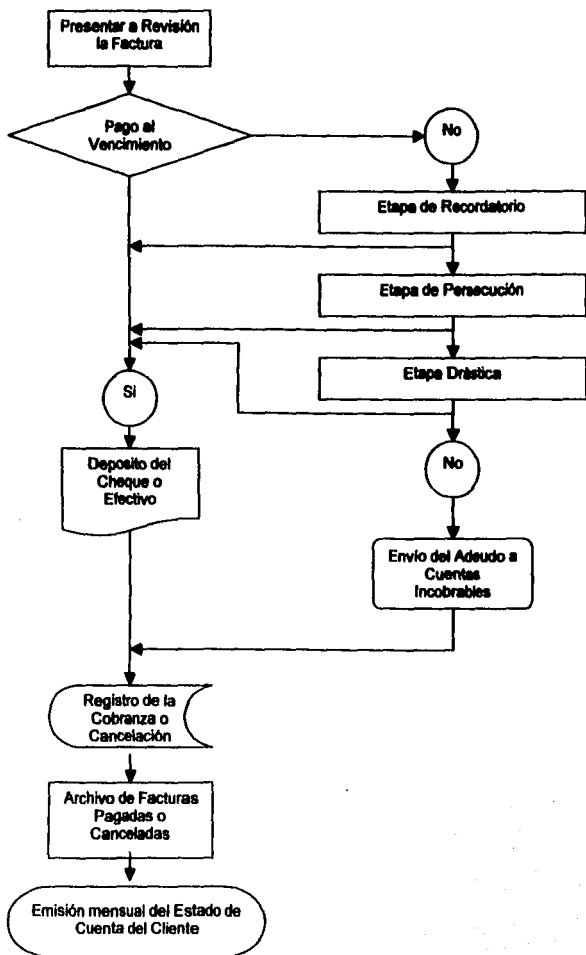 Presentar a Revisión
la Factura
Pago al
Vencimiento
No
Etapa de Recordatorio
Etapa de Persecución
Etapa Drástica
Si
No
Deposito del
Cheque o
Efectivo
Envío del Adeudo a
Cuentas
Incobrables
Registro de la
Cobranza o
Cancelación
Archivo de Facturas
Pagadas o
Canceladas
Emisión mensual del Estado de
Cuenta del Cliente